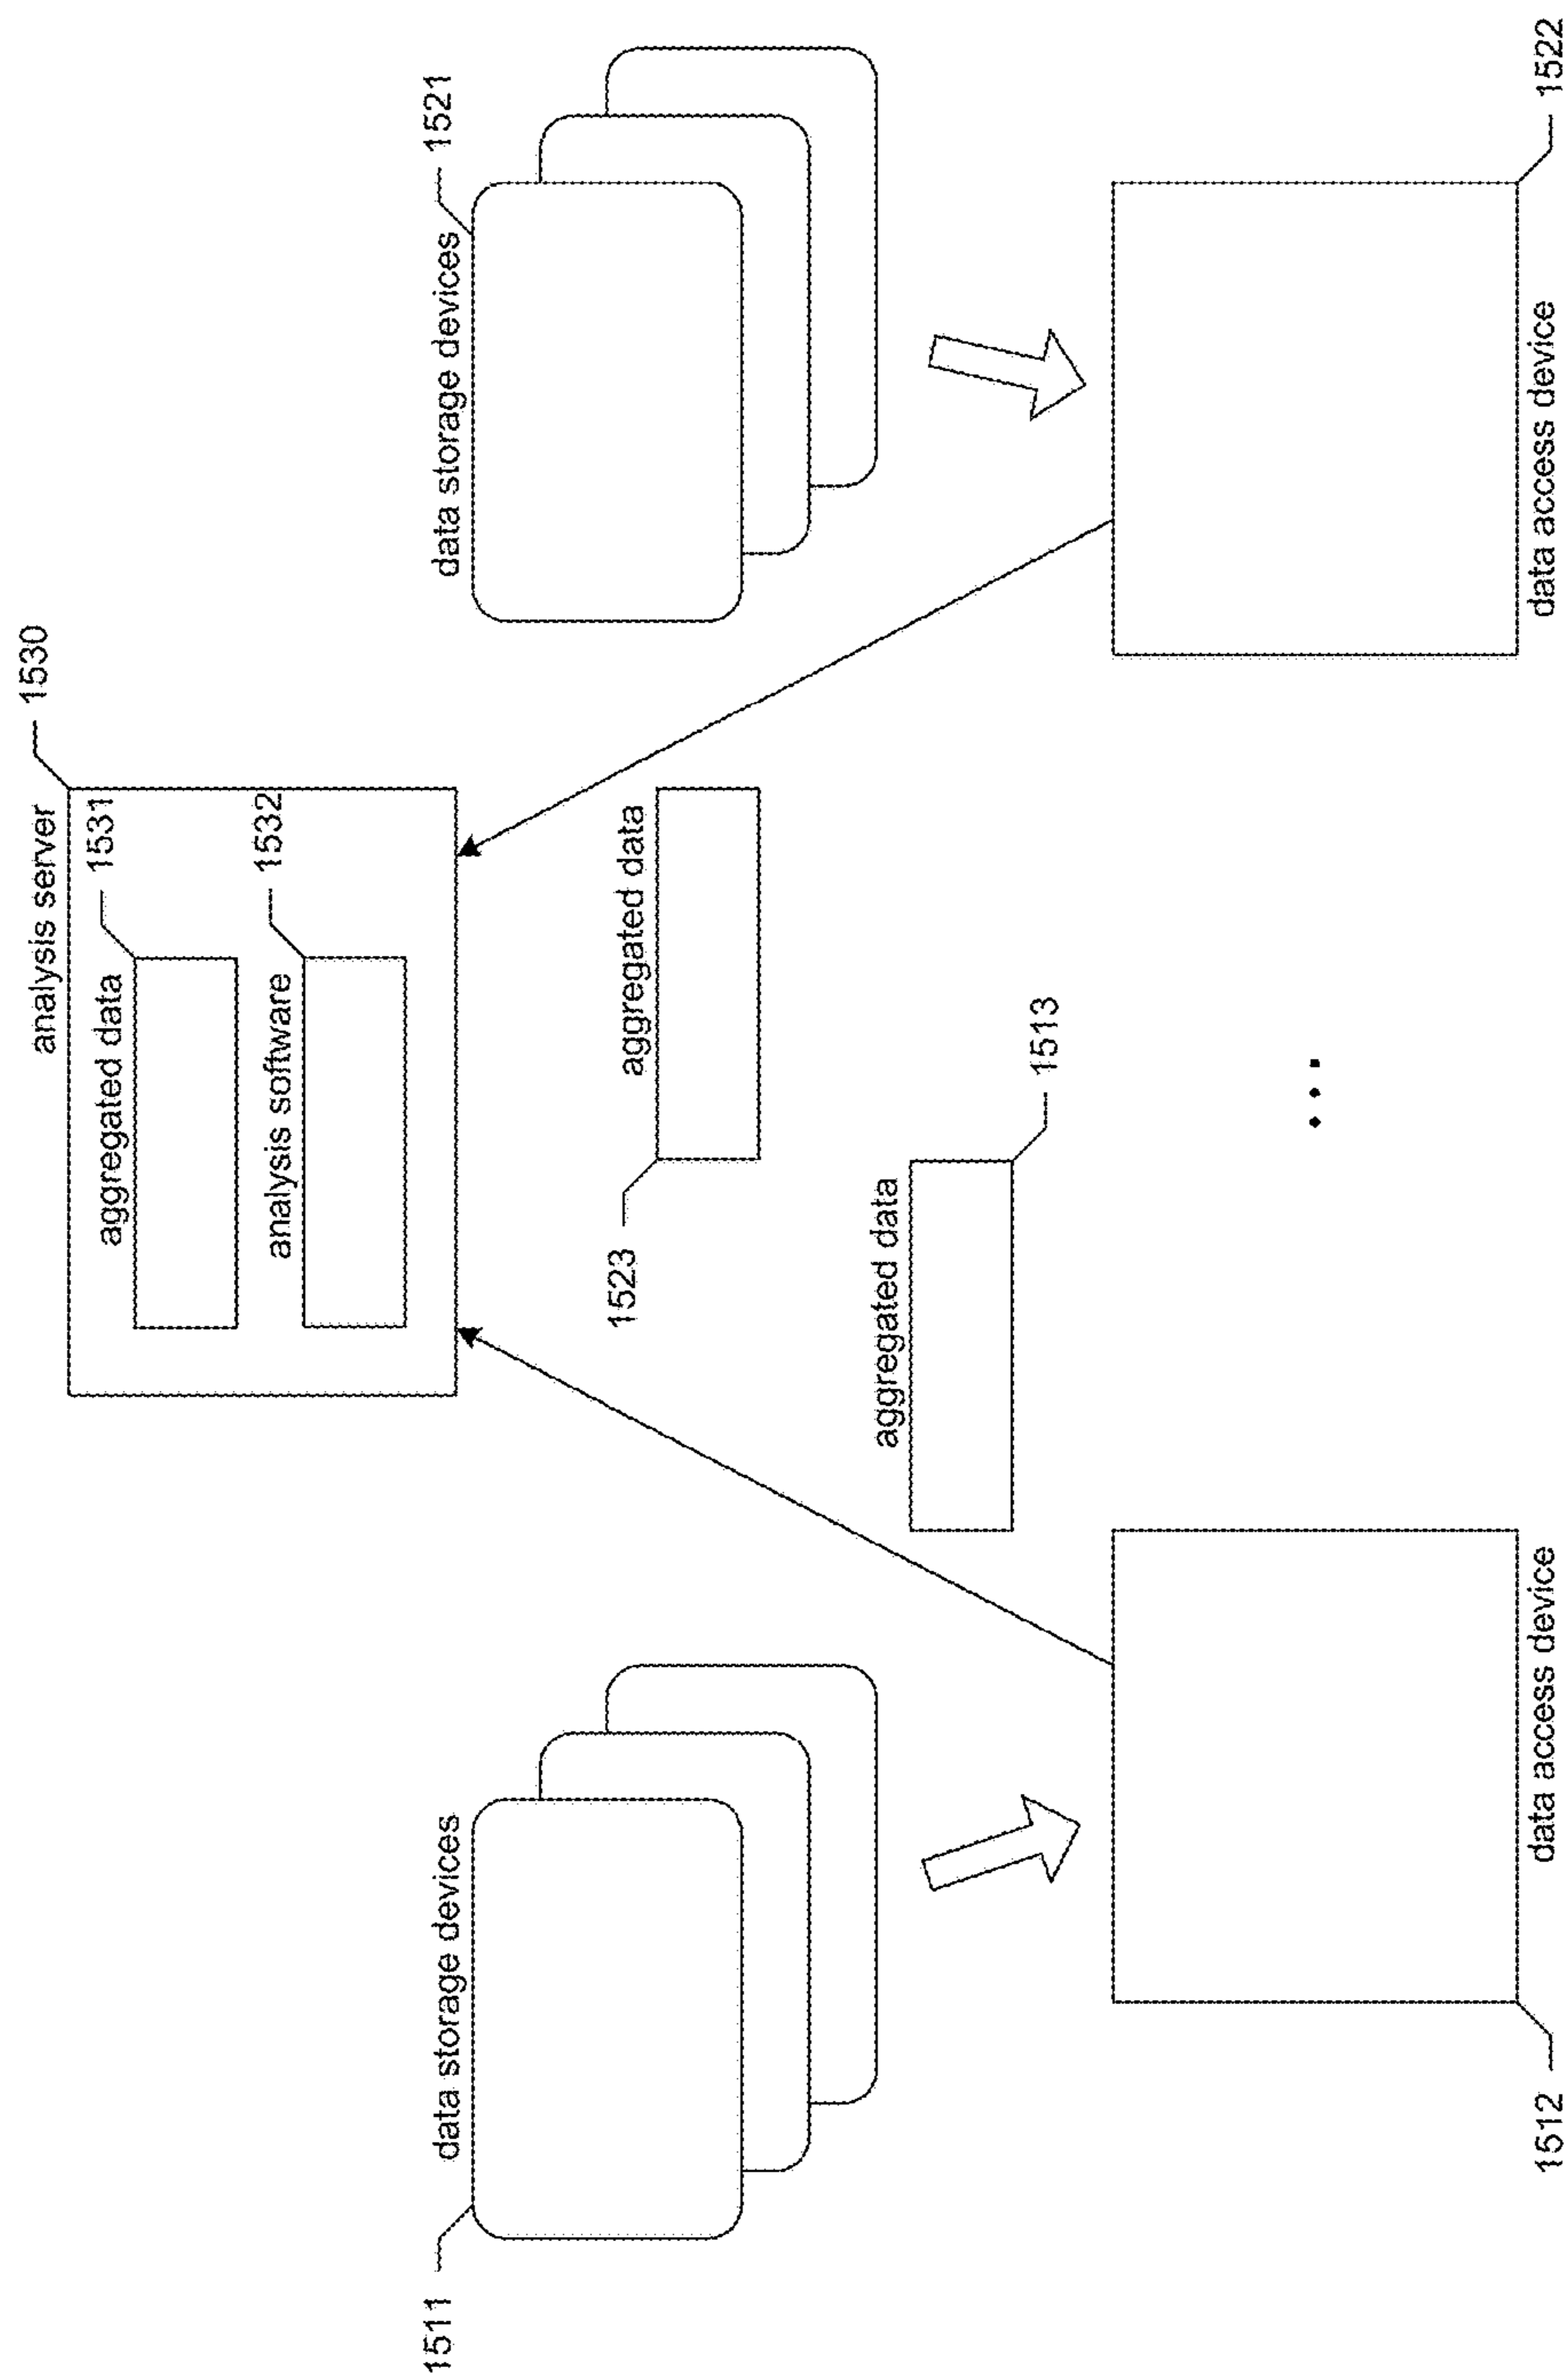 analysis server
1530
aggregated data
1531
analysis software
1532
1511
data storage devices
data storage devices
1521
1523
aggregated data
aggregated data
1513
...
1512
data access device
data access device
1522